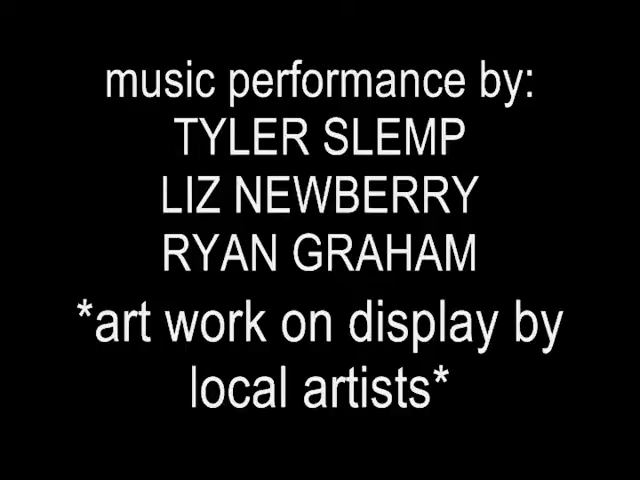 music performance by:
TYLER SLEMP
LIZ NEWBERRY
RYAN GRAHAM
*art work on display by
local artists*